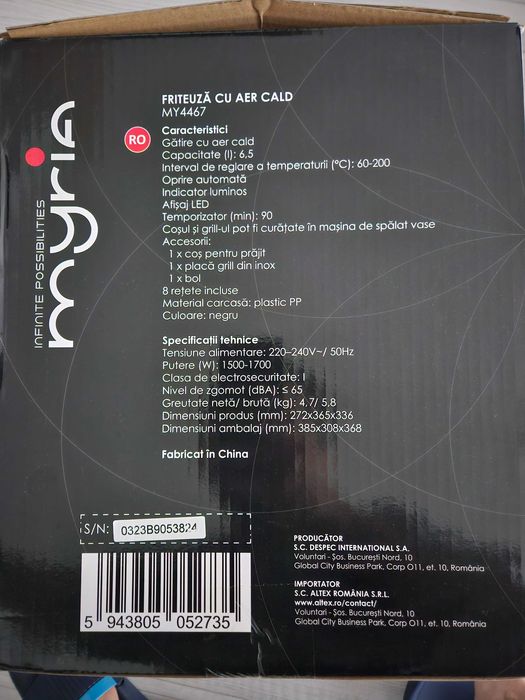 myria
INFINITE POSSIBILITIES
FRITEUZĂ CU AER CALD
MY4467
RO
Caracteristici
Gătire cu aer cald
Capacitate (l): 6,5
Interval de reglare a temperaturii (°C): 60-200
Oprire automată
Indicator luminos
Afișaj LED
Temporizator (min): 90
Coșul și grill-ul pot fi curățate în mașina de spălat vase
Accesorii:
1 x coș pentru prăjit
1 x placă grill din inox
1 x bol
8 rețete incluse
Material carcasă: plastic PP
Culoare: negru
Specificații tehnice
Tensiune alimentare: 220–240V~/ 50Hz
Putere (W): 1500-1700
Clasa de electrosecuritate: I
Nivel de zgomot (dBA): ≤ 65
Greutate netă/ brută (kg): 4,7/ 5,8
Dimensiuni produs (mm): 272x365x336
Dimensiuni ambalaj (mm): 385x308x368
Fabricat în China
S/N: 0323B9053824
5 943805 052735
PRODUCĂTOR
S.C. DESPEC INTERNATIONAL S.A.
Voluntari - Șos. București Nord, 10
Global City Business Park, Corp O11, et. 10, România
IMPORTATOR
S.C. ALTEX ROMÂNIA S.R.L.
www.altex.ro/contact/
Voluntari - Șos. București Nord, 10
Global City Business Park, Corp O11, et. 10, România